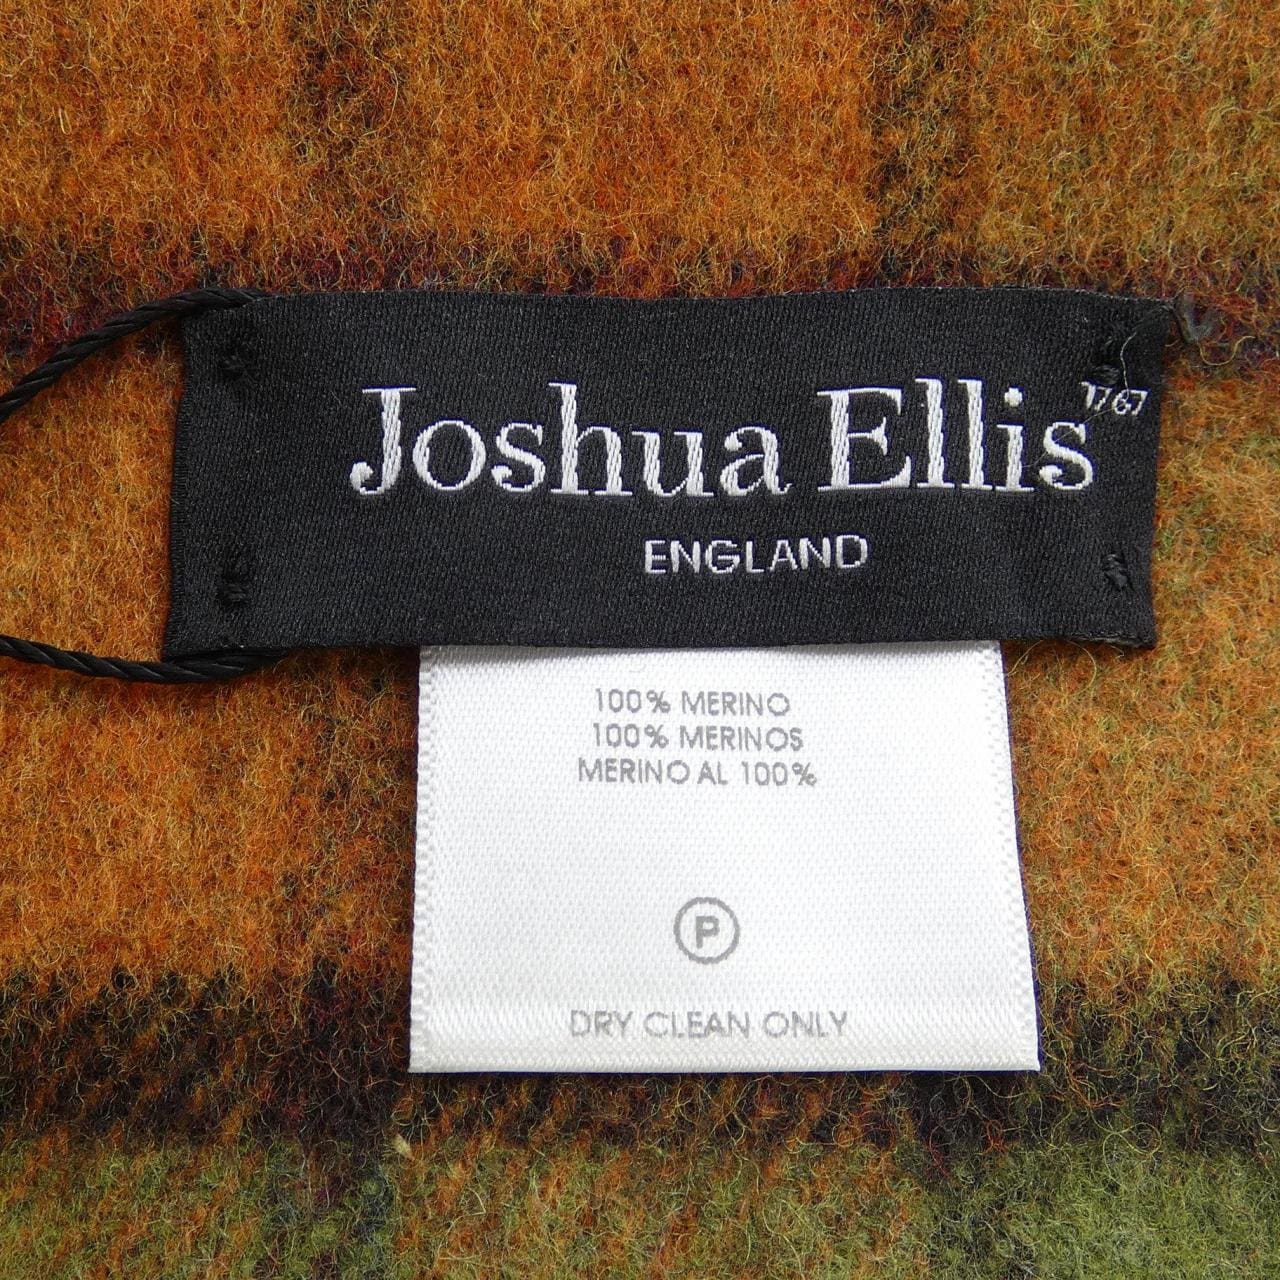 Joshua Ellis 1767
ENGLAND
100% MERINO
100% MERINOS
MERINO AL 100%
P
DRY CLEAN ONLY